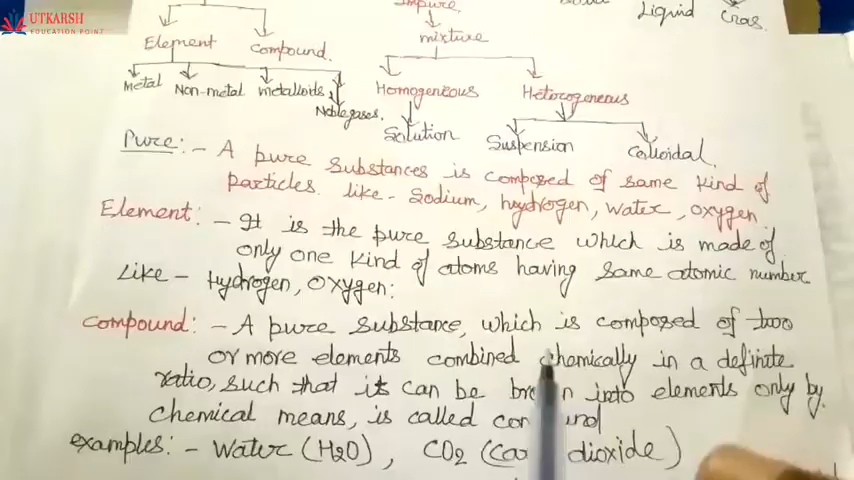 UTKARSH
EDUCATION POINT
Impure
Liquid Gas.
Element Compound. mixture
Metal Non-metal metalloids, Noble gases.
Homogeneous Heterogeneous
Solution Suspension Colloidal.
Pure:- A pure substances is composed of same kind of
particles. like- Sodium, hydrogen, water, oxygen.
Element:- It is the pure substance which is made of
only one kind of atoms having same atomic number
Like - Hydrogen, Oxygen:
Compound:- A pure substance, which is composed of two
or more elements combined chemically in a definite
ratio, such that it can be into elements only by
chemical means, is called
examples:- Water (H2O), CO2 ( dioxide)